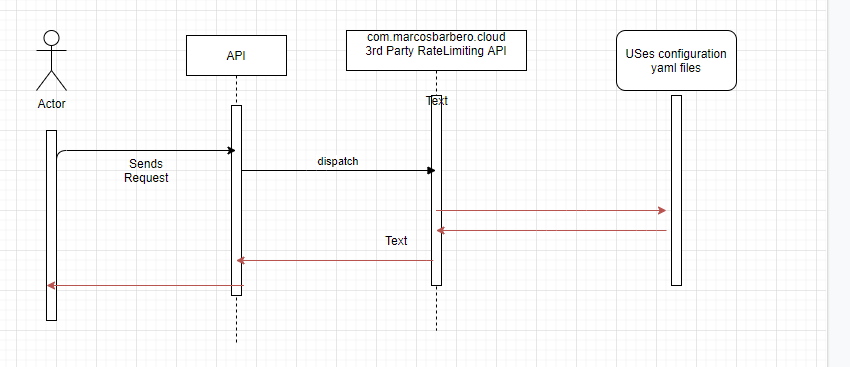 Actor
API
com.marcosbarbero.cloud
3rd Party RateLimiting API
USes configuration
yaml files
Text
Sends
Request
dispatch
Text